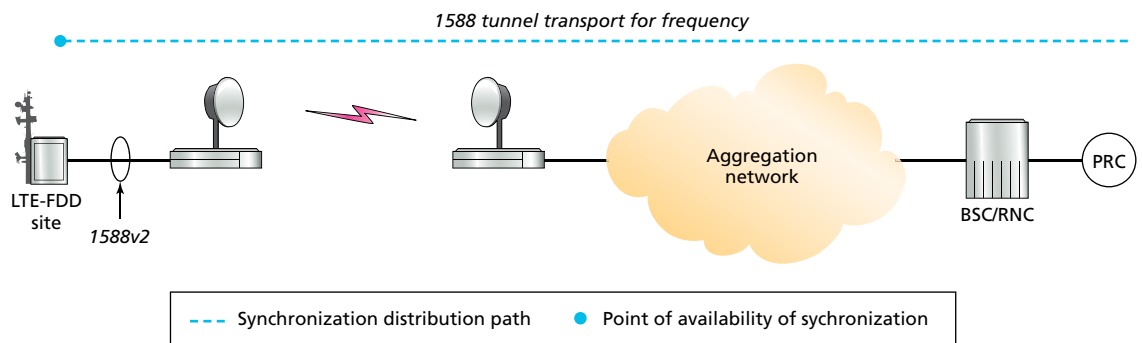 1588 tunnel transport for frequency
LTE-FDD
site
1588v2
Aggregation
network
BSC/RNC
PRC
Synchronization distribution path
Point of availability of sychronization